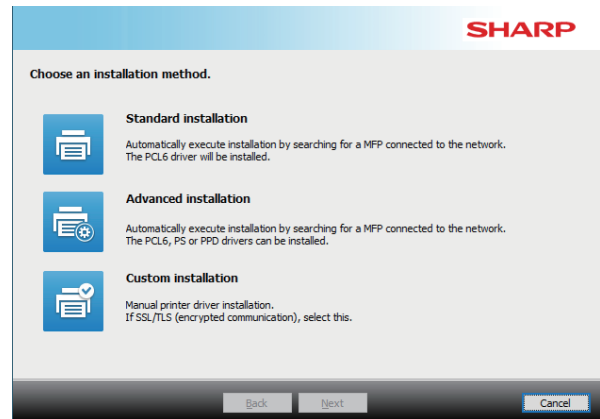 SHARP
Choose an installation method.
Standard installation
Automatically execute installation by searching for a MFP connected to the network.
The PCL6 driver will be installed.
Advanced installation
Automatically execute installation by searching for a MFP connected to the network.
The PCL6, PS or PPD drivers can be installed.
Custom installation
Manual printer driver installation.
If SSL/TLS (encrypted communication), select this.
Back Next Cancel